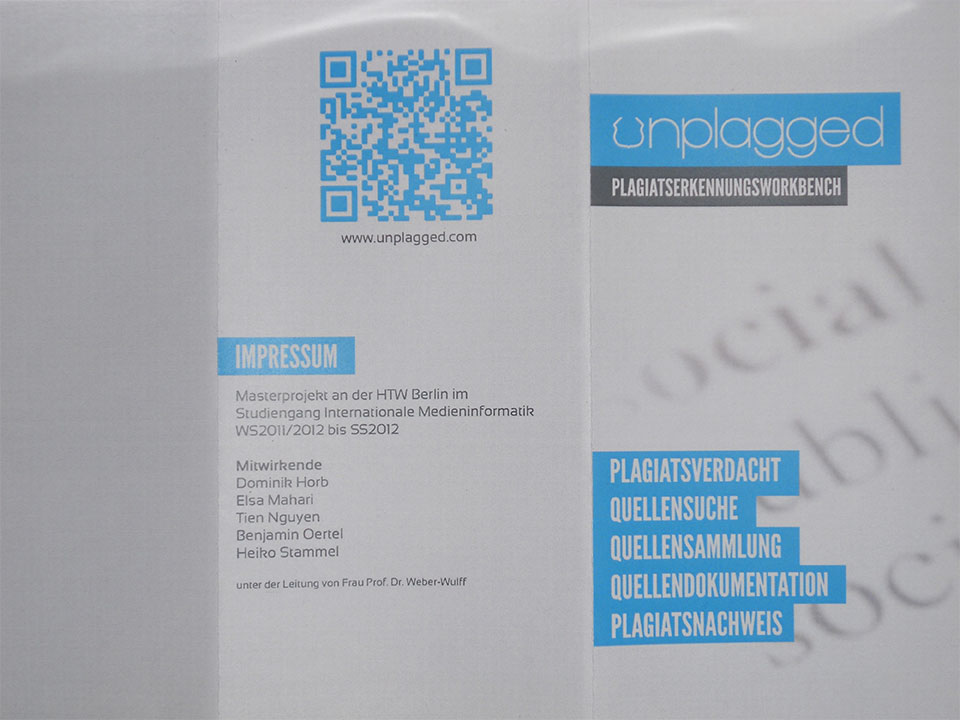 www.unplagged.com
IMPRESSUM
Masterprojekt an der HTW Berlin im
Studiengang Internationale Medieninformatik
WS2011/2012 bis SS2012
Mitwirkende
Dominik Horb
Elsa Mahari
Tien Nguyen
Benjamin Oertel
Heiko Stammel
unter der Leitung von Frau Prof. Dr. Weber-Wulff
unplagged
PLAGIATSERKENNUNGSWORKBENCH
social
PLAGIATSVERDACHT
QUELLENSUCHE
QUELLENSAMMLUNG
QUELLENDOKUMENTATION
PLAGIATSNACHWEIS